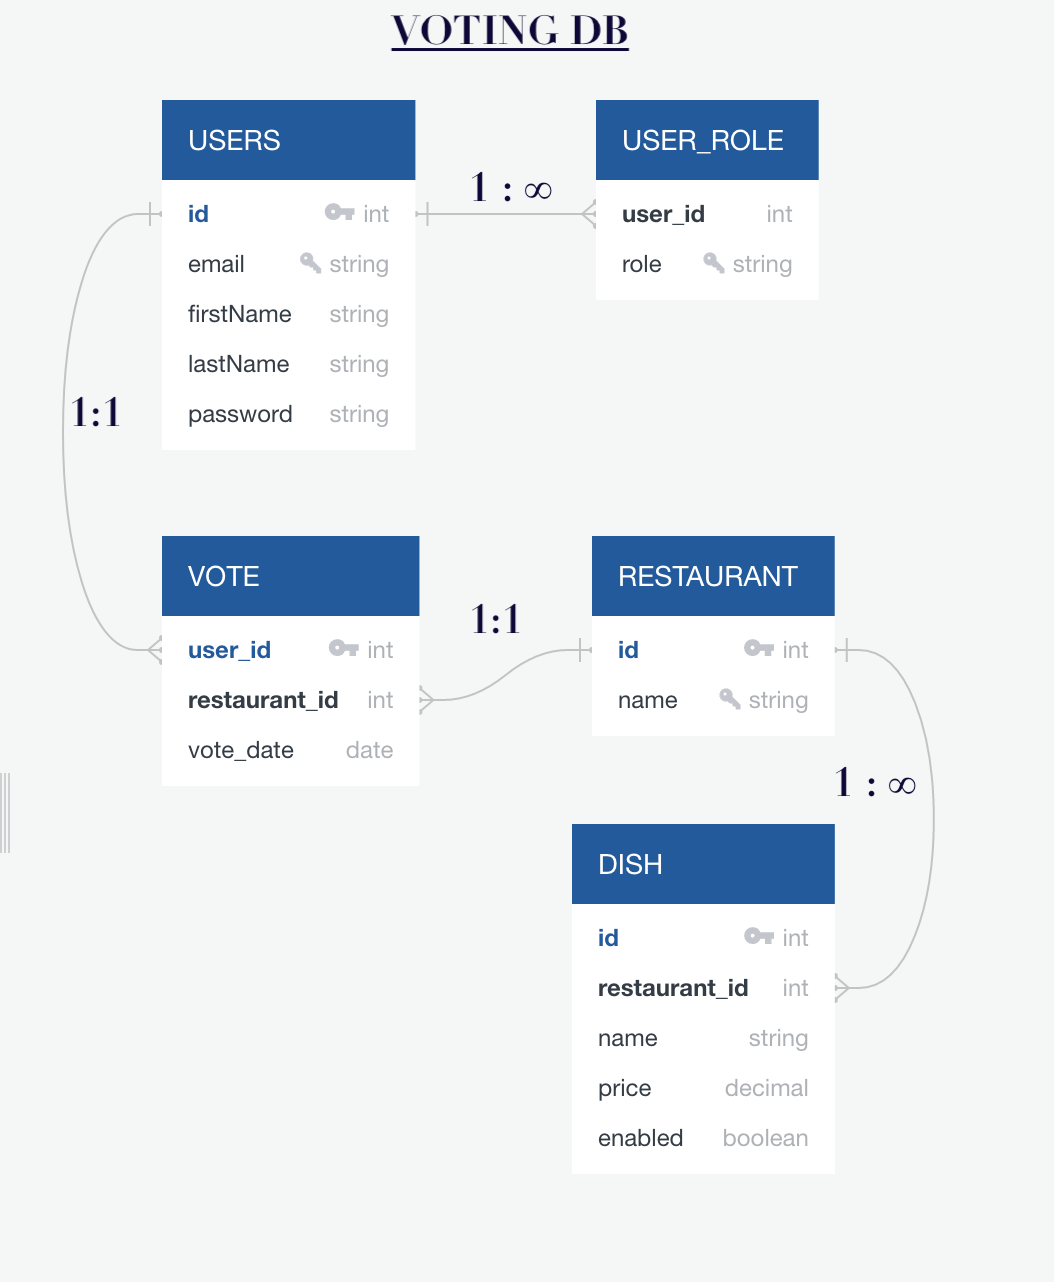 VOTING DB
USERS
id int
email string
firstName string
lastName string
password string
1 : ∞
USER_ROLE
user_id int
role string
1:1
VOTE
user_id int
restaurant_id int
vote_date date
1:1
RESTAURANT
id int
name string
1 : ∞
DISH
id int
restaurant_id int
name string
price decimal
enabled boolean